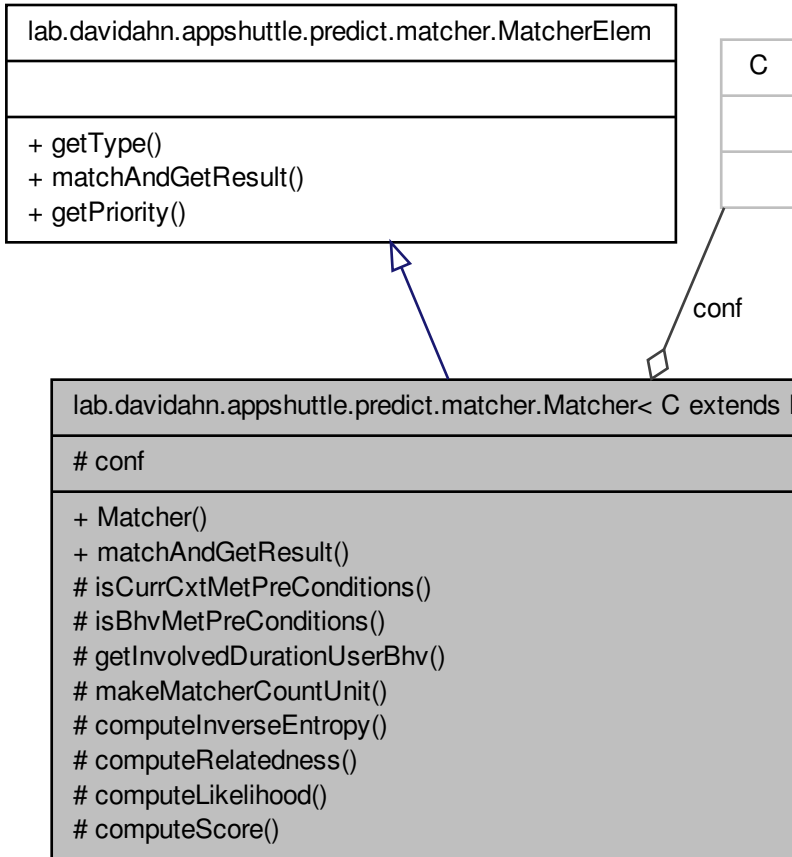 lab.davidahn.appshuttle.predict.matcher.MatcherElem
+ getType()
+ matchAndGetResult()
+ getPriority()
C
conf
lab.davidahn.appshuttle.predict.matcher.Matcher< C extends
# conf
+ Matcher()
+ matchAndGetResult()
# isCurrCxtMetPreConditions()
# isBhvMetPreConditions()
# getInvolvedDurationUserBhv()
# makeMatcherCountUnit()
# computeInverseEntropy()
# computeRelatedness()
# computeLikelihood()
# computeScore()